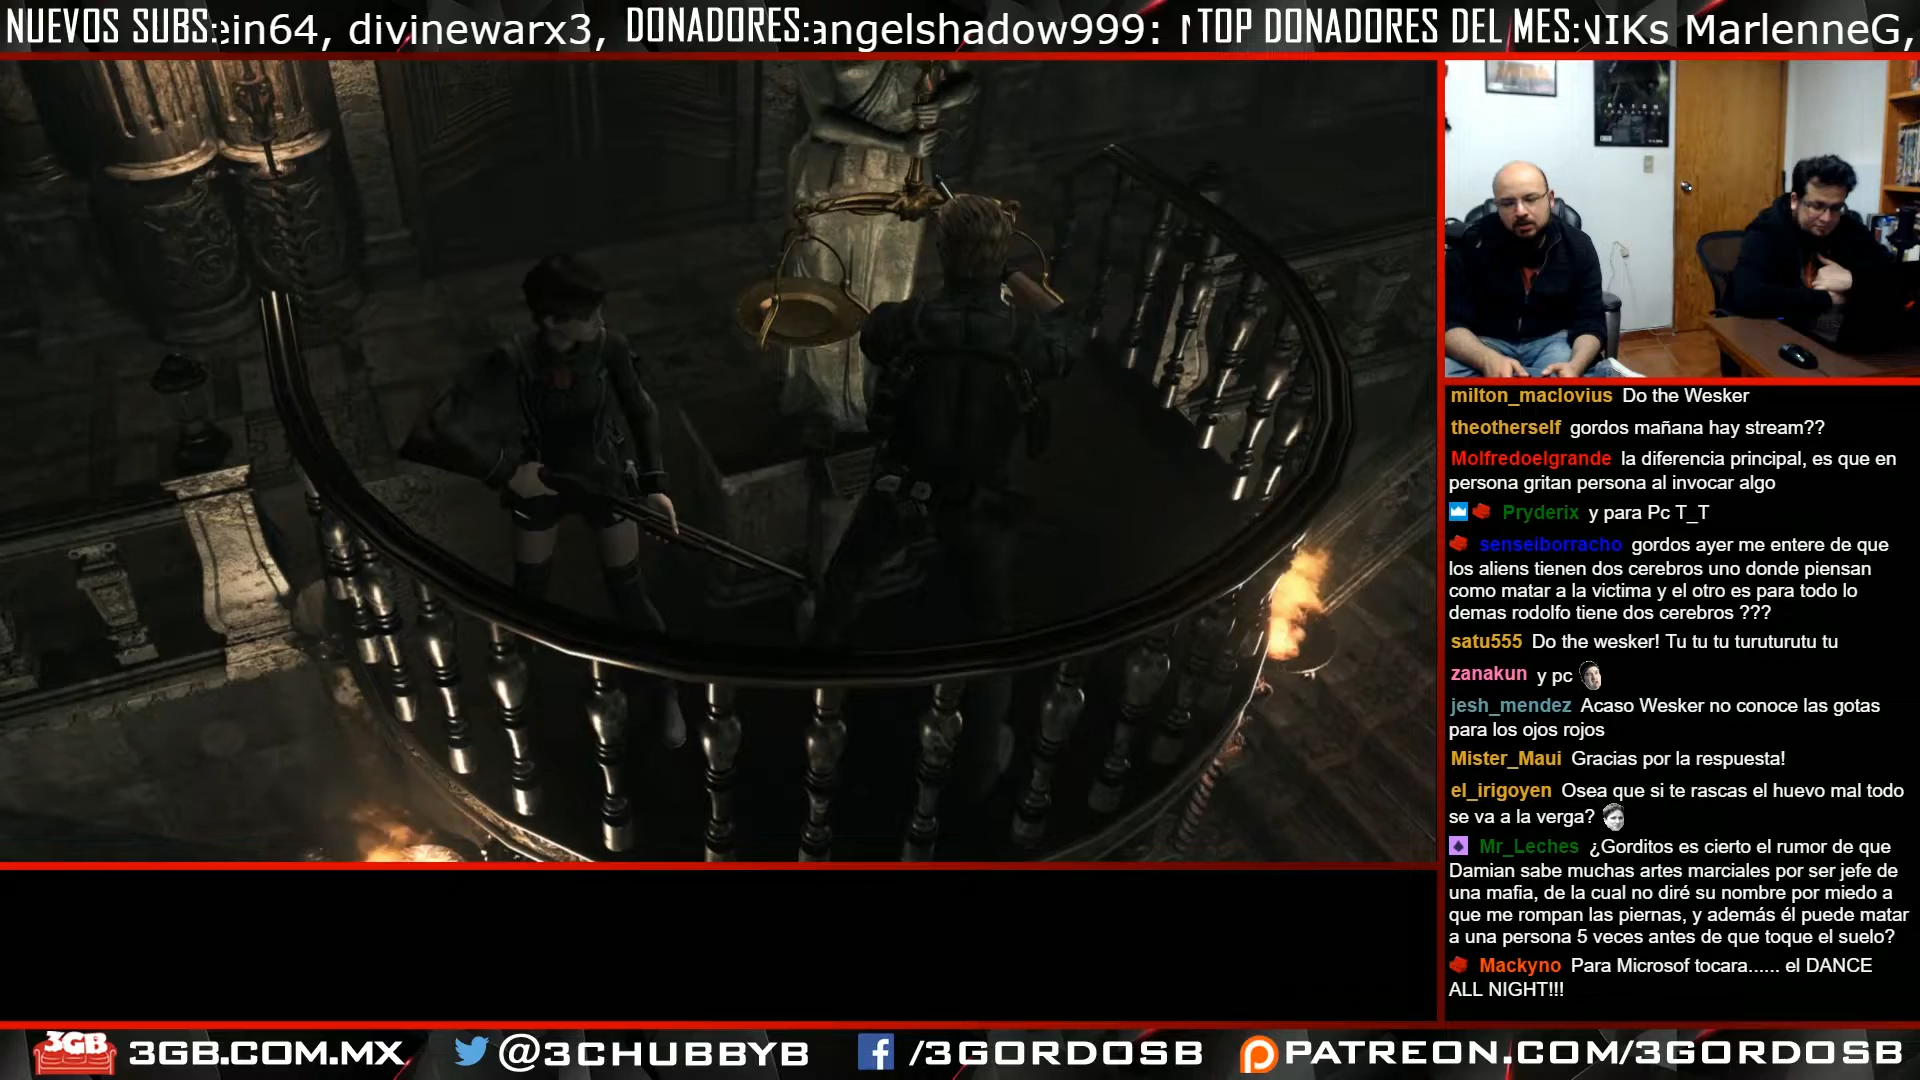 NUEVOS SUBS: ein64, divinewarx3, DONADORES: angelshadow999: TOP DONADORES DEL MES: NIKs MarlenneG,
ALIEN
milton_maclovius Do the Wesker
theotherself gordos mañana hay stream??
Molfredoelgrande la diferencia principal, es que en
persona gritan persona al invocar algo
Pryderix y para Pc T_T
senseiborracho gordos ayer me entere de que
los aliens tienen dos cerebros uno donde piensan
como matar a la victima y el otro es para todo lo
demas rodolfo tiene dos cerebros ???
satu555 Do the wesker! Tu tu tu turuturutu tu
zanakun y pc
jesh_mendez Acaso Wesker no conoce las gotas
para los ojos rojos
Mister_Maui Gracias por la respuesta!
el_irigoyen Osea que si te rascas el huevo mal todo
se va a la verga?
Mr_Leches ¿Gorditos es cierto el rumor de que
Damian sabe muchas artes marciales por ser jefe de
una mafia, de la cual no diré su nombre por miedo a
que me rompan las piernas, y además él puede matar
a una persona 5 veces antes de que toque el suelo?
Mackyno Para Microsof tocara...... el DANCE
ALL NIGHT!!!
3GB 3GB.COM.MX @3CHUBBYB /3GORDOSB PATREON.COM/3GORDOSB